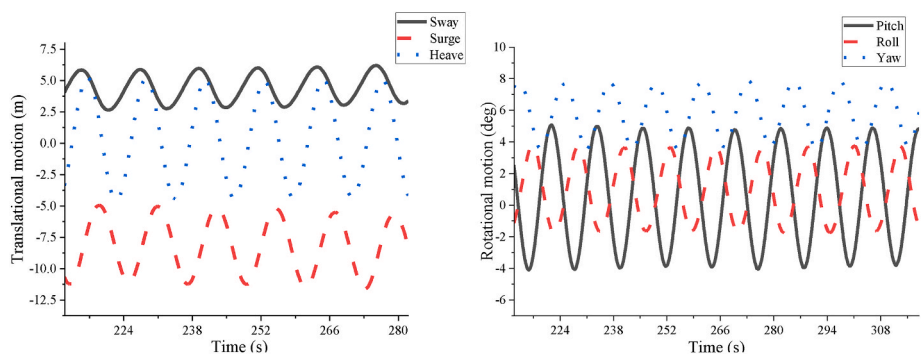 Sway
Surge
Heave
7.5
5.0
2.5
0.0
-2.5
-5.0
-7.5
-10.0
-12.5
Translational motion (m)
224 238 252 266 280
Time (s)
Pitch
Roll
Yaw
10
8
6
4
2
0
-2
-4
-6
Rotational motion (deg)
224 238 252 266 280 294 308
Time (s)